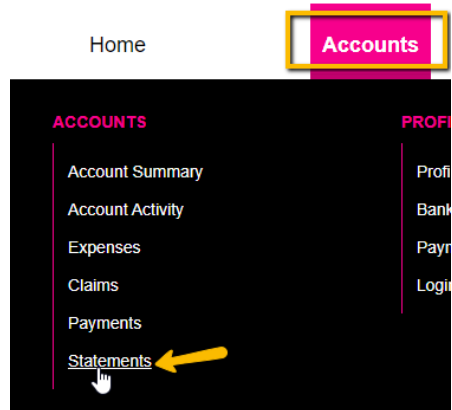 Home Accounts
ACCOUNTS
Account Summary
Account Activity
Expenses
Claims
Payments
Statements